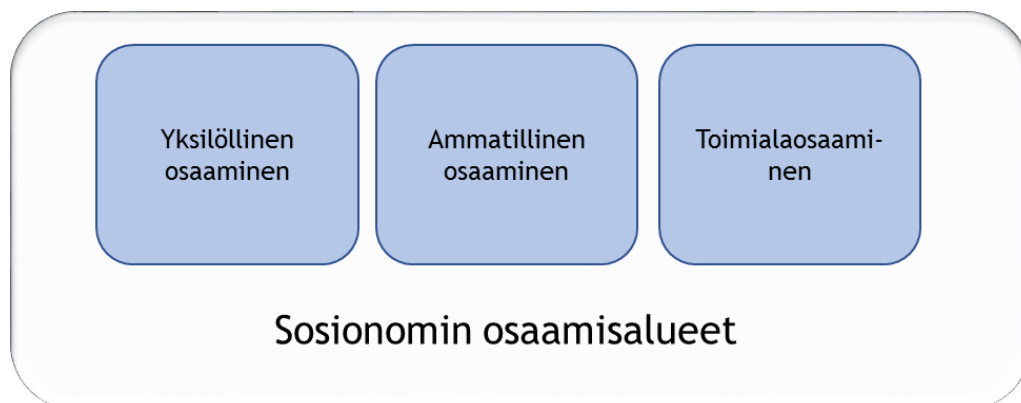 Yksilöllinen
osaaminen
Ammatillinen
osaaminen
Toimialaosaami-
nen
Sosionomin osaamisalueet